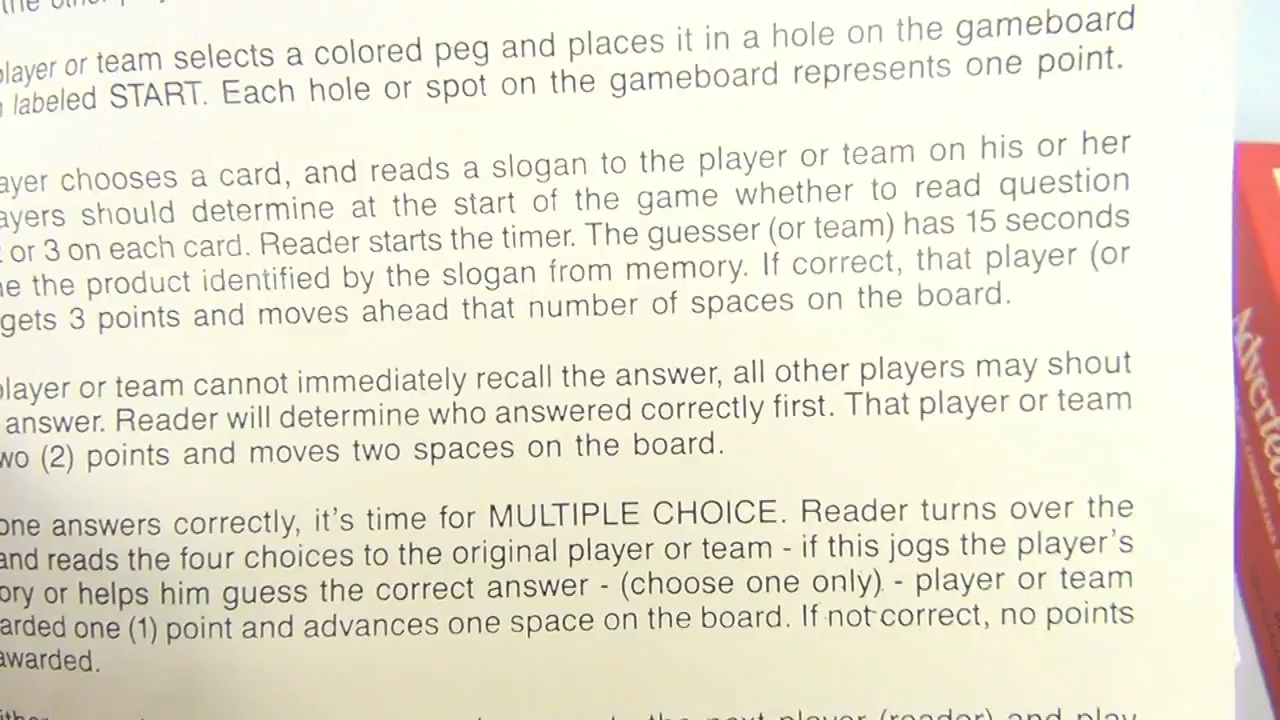 the other
player or team selects a colored peg and places it in a hole on the gameboard
labeled START. Each hole or spot on the gameboard represents one point.
ayer chooses a card, and reads a slogan to the player or team on his or her
ayers should determine at the start of the game whether to read question
or 3 on each card. Reader starts the timer. The guesser (or team) has 15 seconds
e the product identified by the slogan from memory. If correct, that player (or
gets 3 points and moves ahead that number of spaces on the board.
player or team cannot immediately recall the answer, all other players may shout
answer. Reader will determine who answered correctly first. That player or team
wo (2) points and moves two spaces on the board.
one answers correctly, it's time for MULTIPLE CHOICE. Reader turns over the
and reads the four choices to the original player or team - if this jogs the player's
ory or helps him guess the correct answer - (choose one only) - player or team
arded one (1) point and advances one space on the board. If not correct, no points
awarded.
the next player (reader) and play